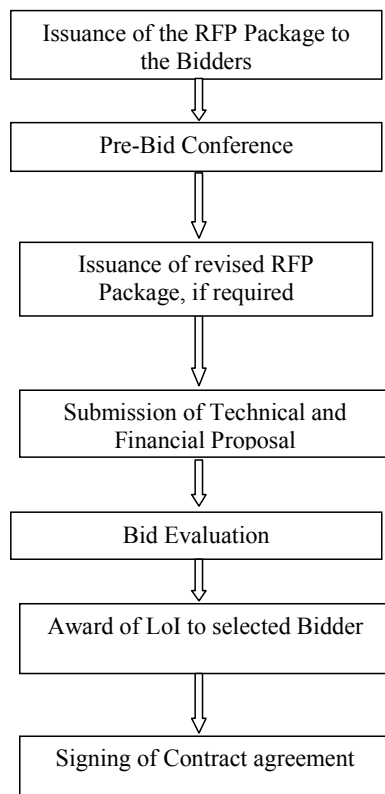 Issuance of the RFP Package to
the Bidders
Pre-Bid Conference
Issuance of revised RFP
Package, if required
Submission of Technical and
Financial Proposal
Bid Evaluation
Award of LoI to selected Bidder
Signing of Contract agreement